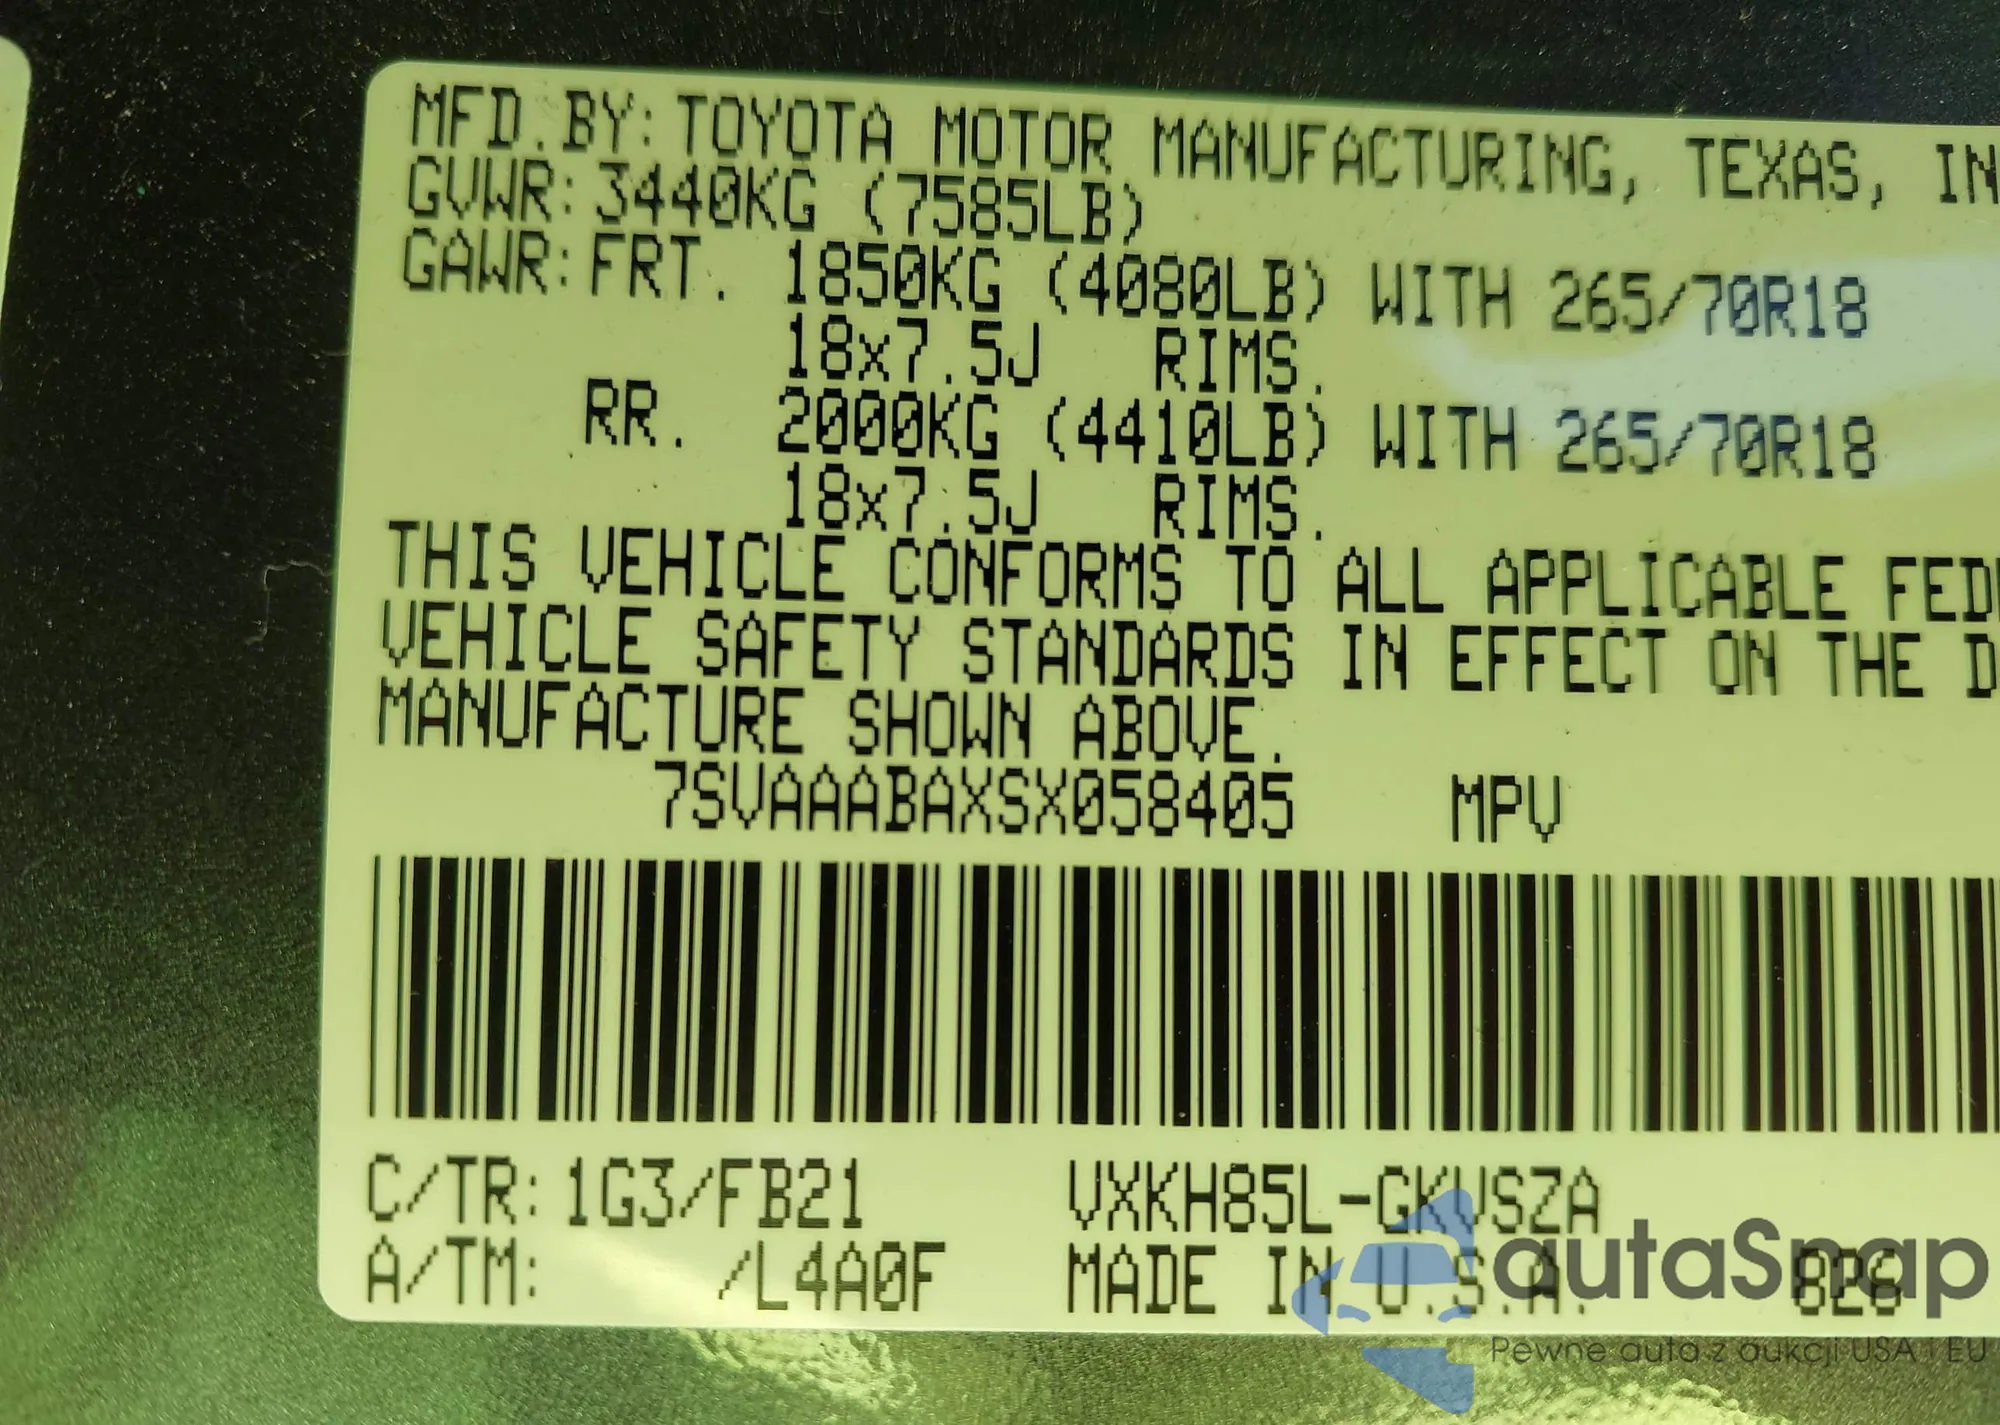 MFD.BY: TOYOTA MOTOR MANUFACTURING, TEXAS, IN
GVWR: 3440KG (7585LB)
GAWR: FRT. 1850KG (4080LB) WITH 265/70R18
18x7.5J RIMS.
RR. 2000KG (4410LB) WITH 265/70R18
18x7.5J RIMS.
THIS VEHICLE CONFORMS TO ALL APPLICABLE FED
VEHICLE SAFETY STANDARDS IN EFFECT ON THE D
MANUFACTURE SHOWN ABOVE.
7SVAAABAXSX058405 MPV
C/TR: 1G3/FB21 VXKH85L-GKVSZA
A/TM: /L4A0F MADE IN U.S.A. 826
autaSnap
Pewne auta z aukcji USA i EU